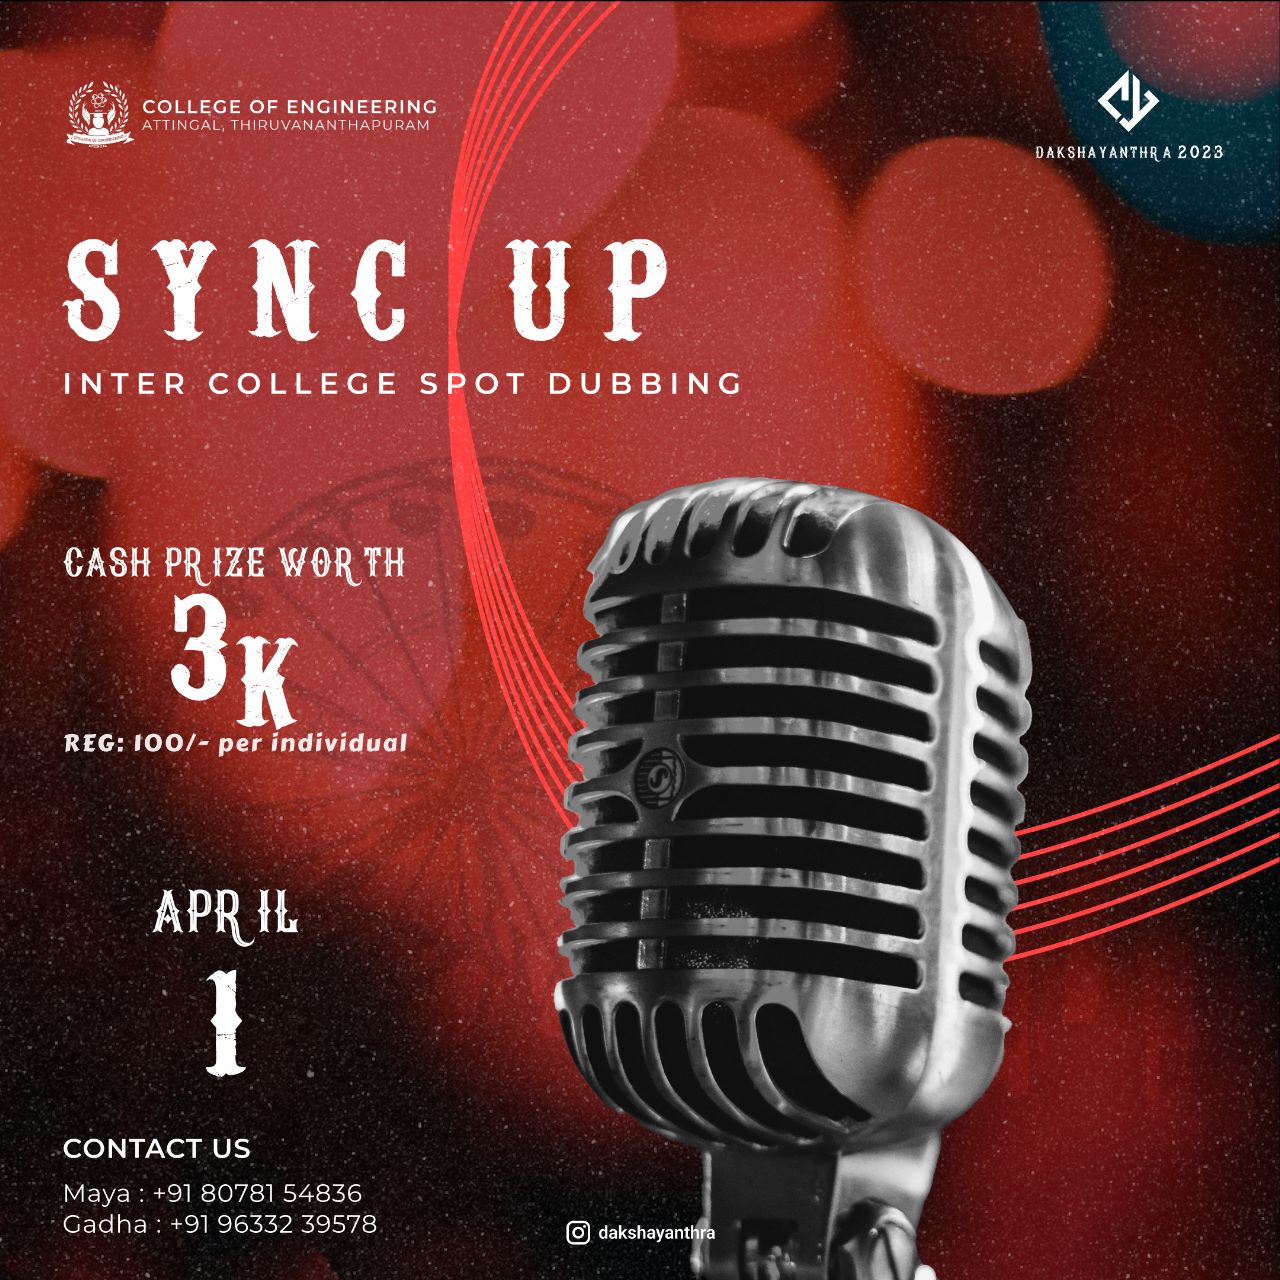 COLLEGE OF ENGINEERING
ATTINGAL, THIRUVANANTHAPURAM
DAKSHAYANTHRA 2023
SYNC UP
INTER COLLEGE SPOT DUBBING
CASH PRIZE WORTH
3K
REG: 100/- per individual
APRIL
1
CONTACT US
Maya : +91 80781 54836
Gadha : +91 96332 39578
dakshayanthra